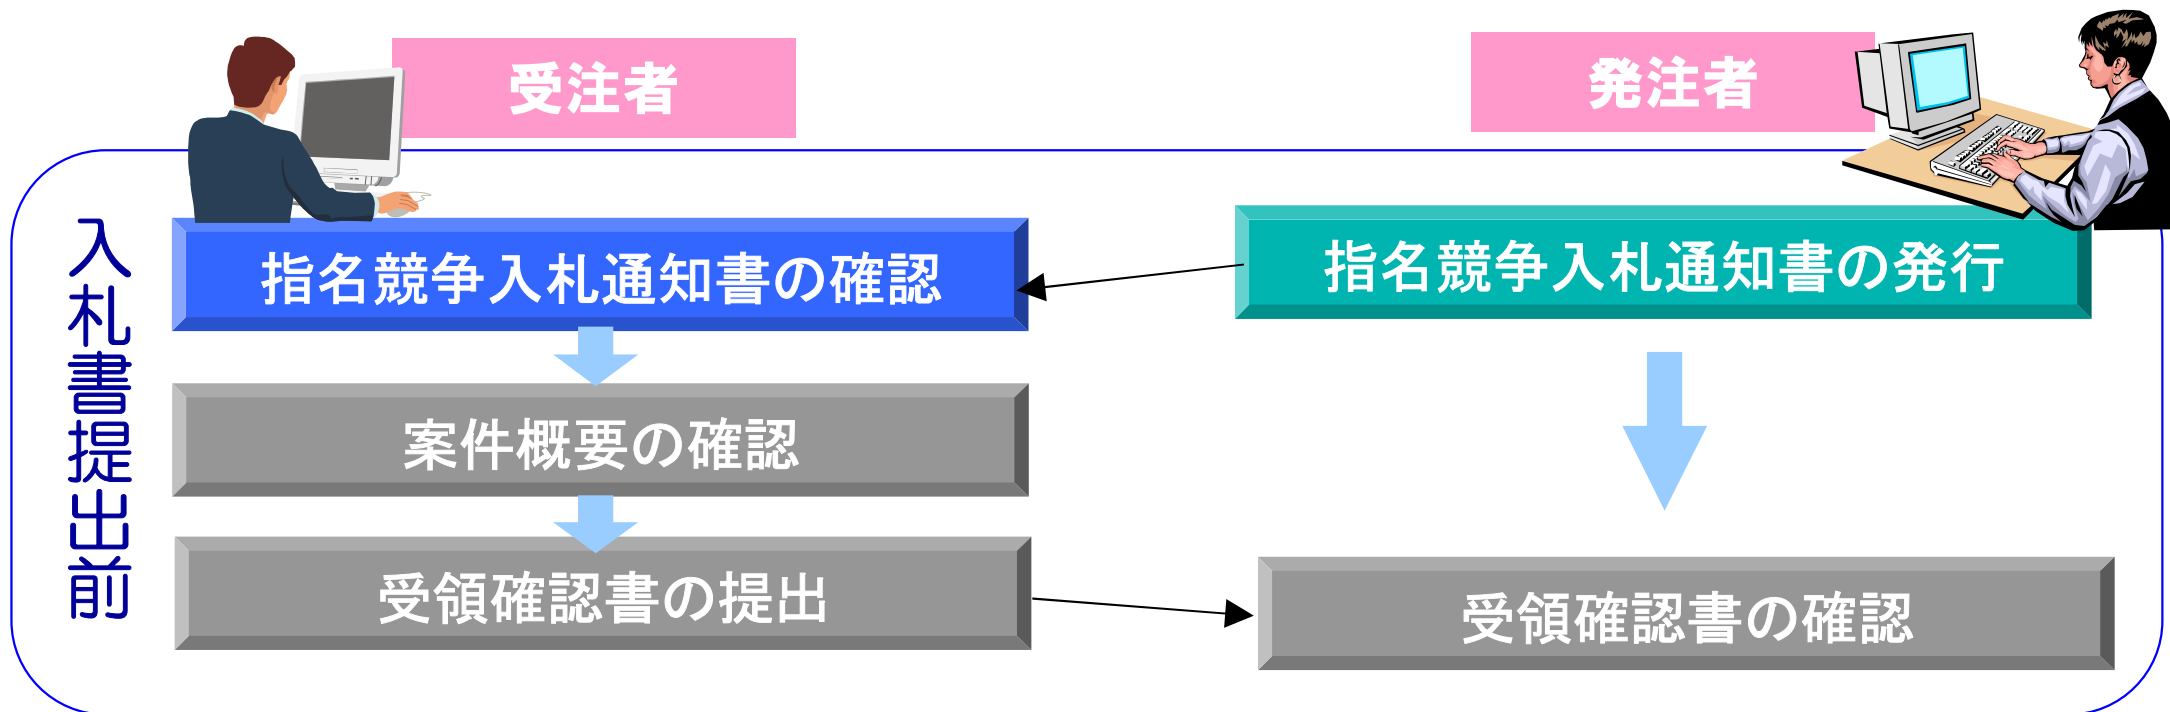 受注者
発注者
入札書提出前
指名競争入札通知書の確認
指名競争入札通知書の発行
案件概要の確認
受領確認書の提出
受領確認書の確認